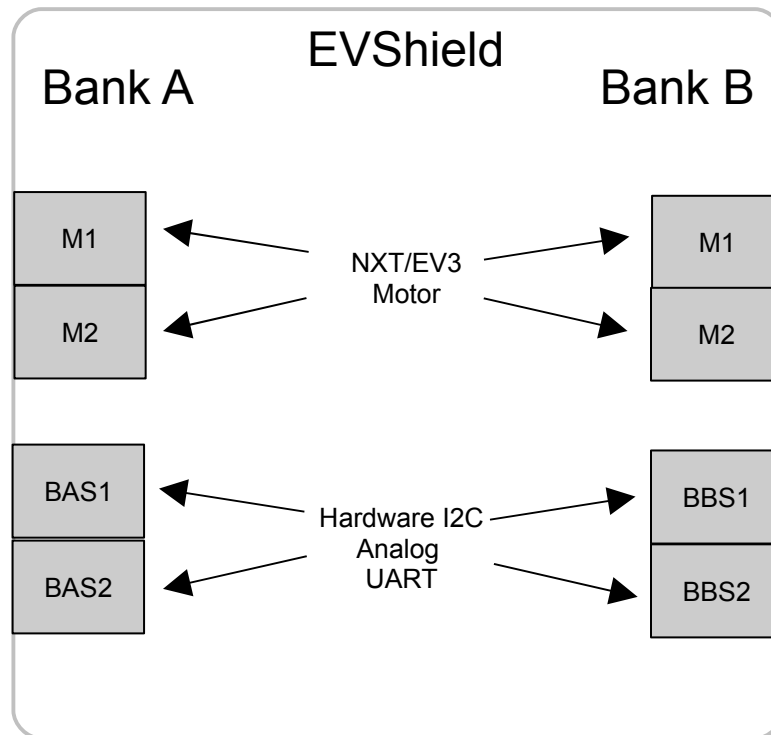 EVShield
Bank A
Bank B
M1
M2
NXT/EV3
Motor
M1
M2
BAS1
BAS2
Hardware I2C
Analog
UART
BBS1
BBS2